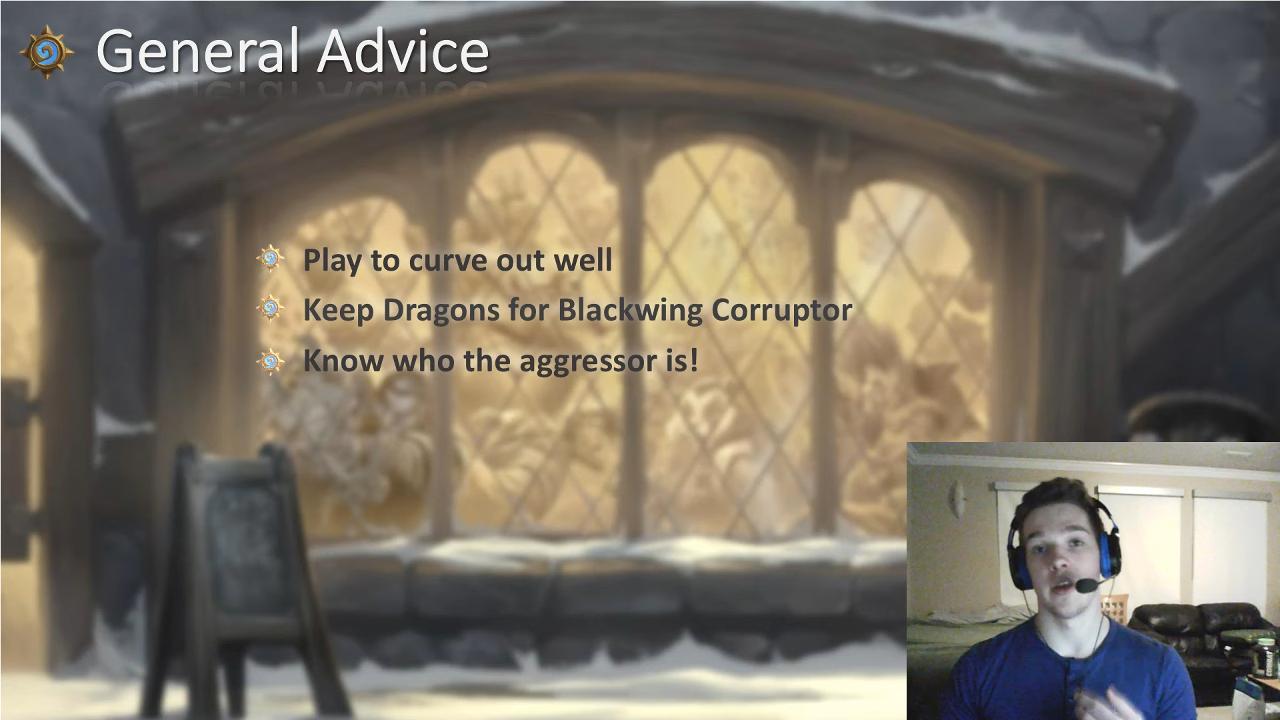 General Advice
Play to curve out well
Keep Dragons for Blackwing Corruptor
Know who the aggressor is!